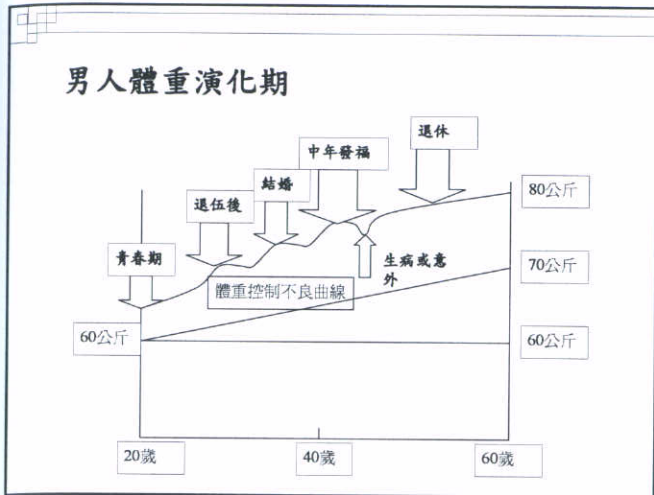 男人體重演化期
退休
中年發福
結婚
退伍後
青春期
80公斤
生病或意
外
70公斤
體重控制不良曲線
60公斤
60公斤
20歲
40歲
60歲